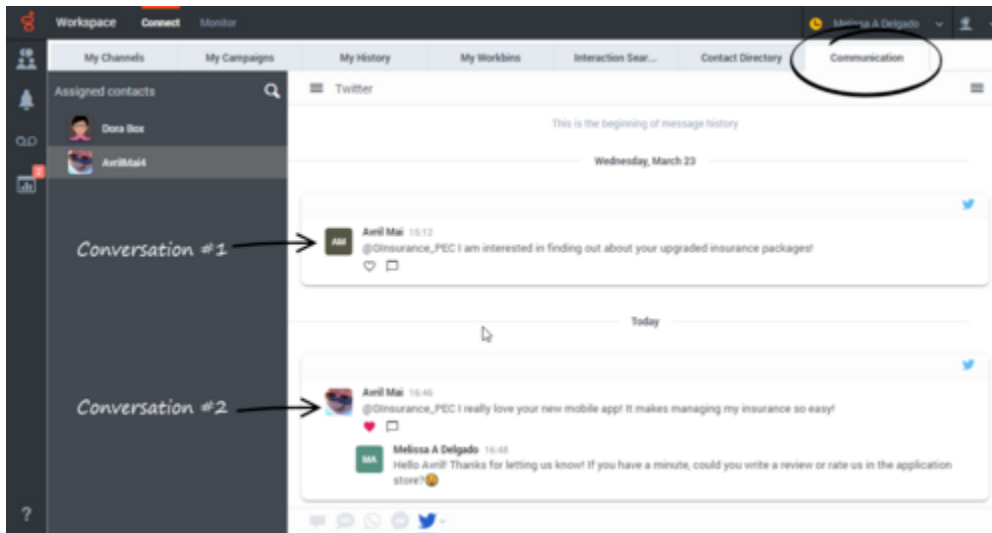 Workspace Connect Monitor Melissa A Delgado
My Channels My Campaigns My History My Workbins Interaction Sear... Contact Directory Communication
Assigned contacts
Twitter
This is the beginning of message history
Dora Box
AvrilMai4
2
Wednesday, March 23
AM
Avril Mai 15:12
@GInsurance_PEC I am interested in finding out about your upgraded insurance packages!
Conversation #1
Today
Avril Mai 16:46
@GInsurance_PEC I really love your new mobile app! It makes managing my insurance so easy!
Conversation #2
MA
Melissa A Delgado 16:48
Hello Avril! Thanks for letting us know! If you have a minute, could you write a review or rate us in the application
store?😩
?